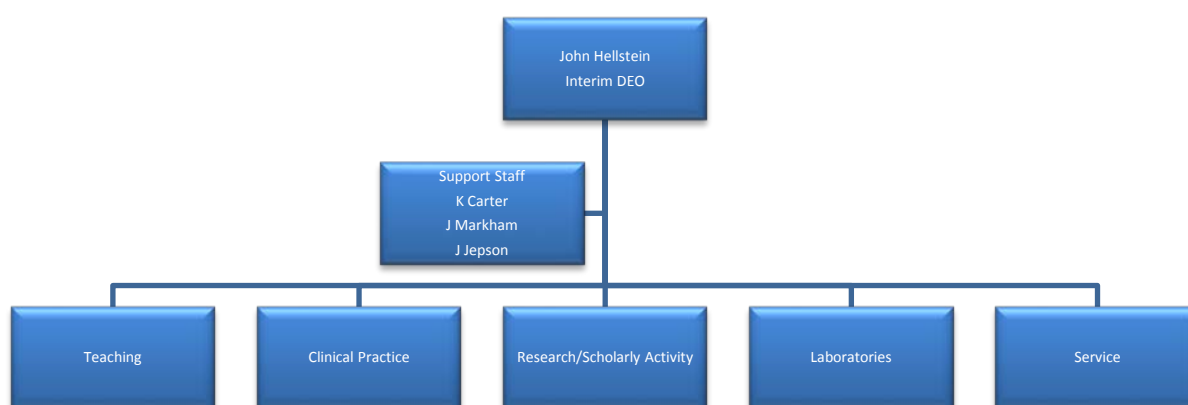 John Hellstein
Interim DEO
Support Staff
K Carter
J Markham
J Jepson
Teaching
Clinical Practice
Research/Scholarly Activity
Laboratories
Service